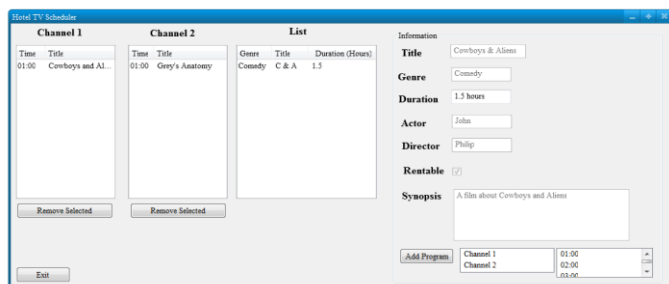 Hotel TV Scheduler
Channel 1
Time Title
01:00 Cowboys and Al...
Remove Selected
Channel 2
Time Title
01:00 Grey's Anatomy
Remove Selected
List
Genre Title Duration (Hours)
Comedy C & A 1.5
Exit
Information
Title Cowboys & Aliens
Genre Comedy
Duration 1.5 hours
Actor John
Director Philip
Rentable
Synopsis A film about Cowboys and Aliens
Add Program
Channel 1
Channel 2
01:00
02:00
03:00